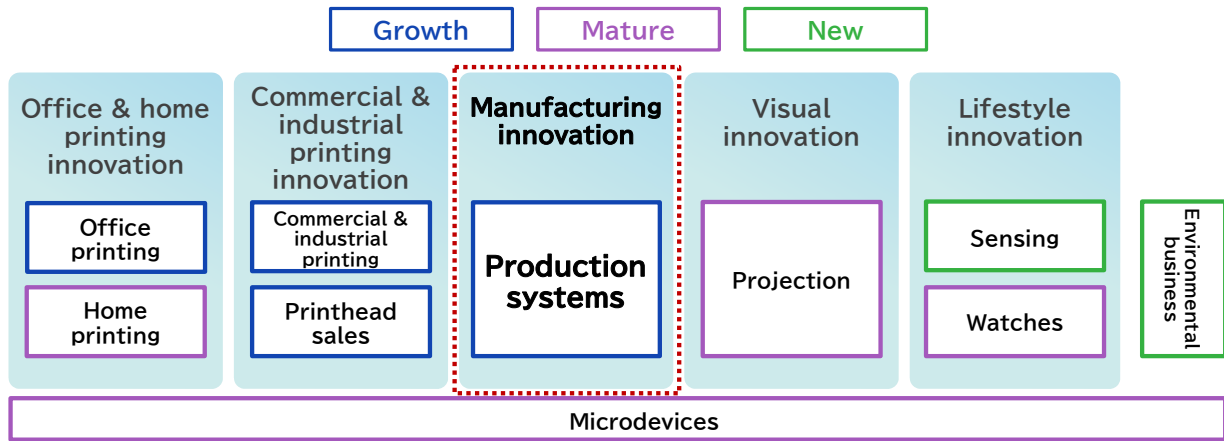 Growth
Mature
New
Office & home
printing
innovation
Office
printing
Home
printing
Commercial &
industrial
printing
innovation
Commercial &
industrial
printing
Printhead
sales
Manufacturing
innovation
Production
systems
Visual
innovation
Projection
Lifestyle
innovation
Sensing
Watches
Environmental
business
Microdevices